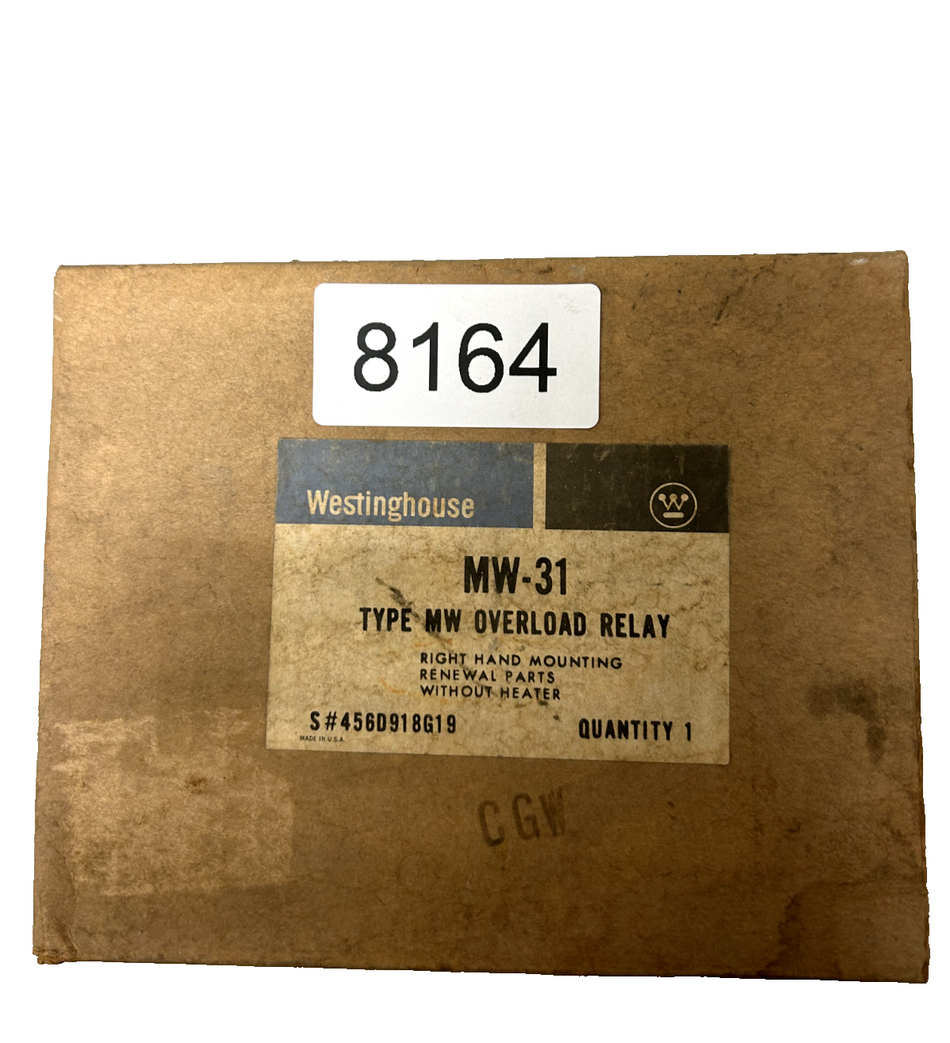 8164
Westinghouse
MW-31
TYPE MW OVERLOAD RELAY
RIGHT HAND MOUNTING
RENEWAL PARTS
WITHOUT HEATER
S#456D918G19
QUANTITY 1
MADE IN U.S.A.
CGW